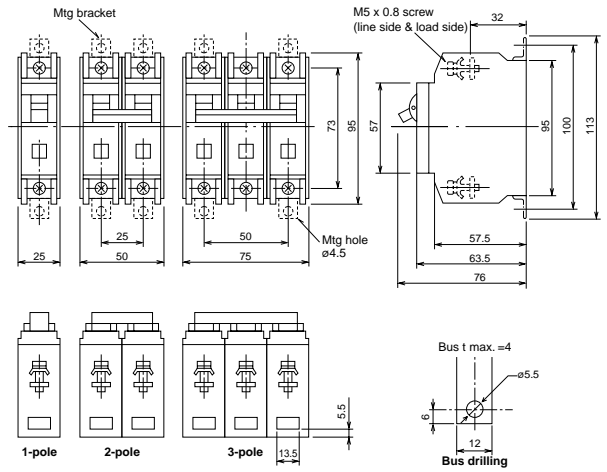 Mtg bracket
M5 x 0.8 screw
(line side & load side)
32
73
95
57
95
100
113
25
50
Mtg hole
ø4.5
25
50
75
57.5
63.5
76
Bus t max. =4
ø5.5
5.5
6
13.5
12
1-pole
2-pole
3-pole
Bus drilling